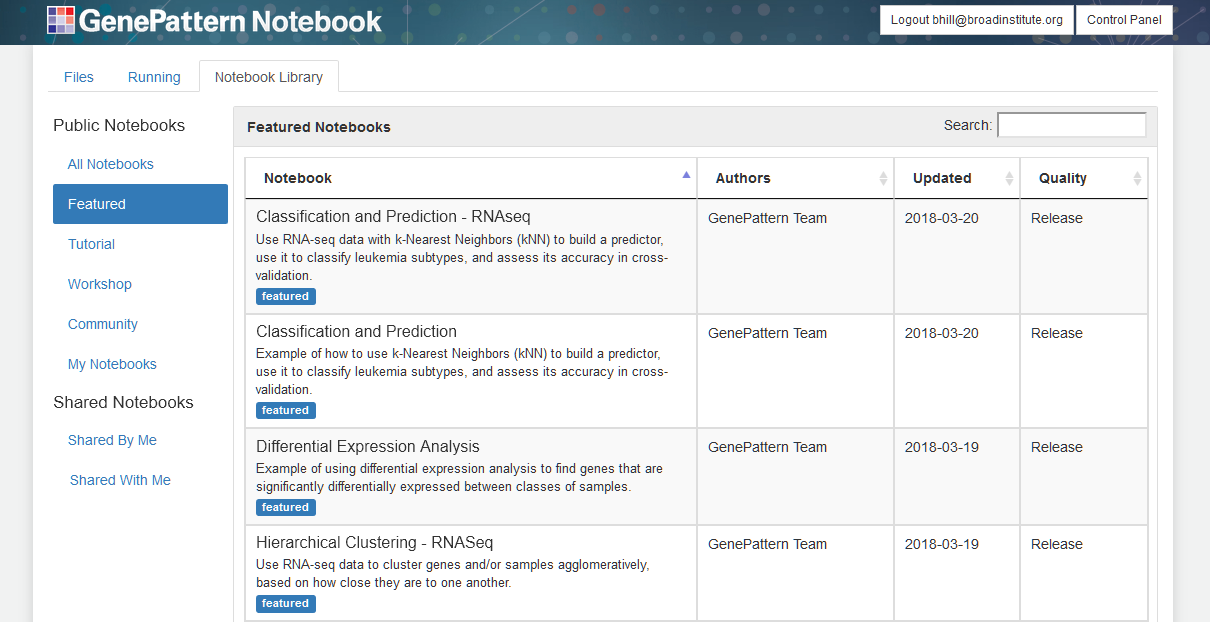 GenePattern Notebook
Logout bhill@broadinstitute.org
Control Panel
Files
Running
Notebook Library
Public Notebooks
All Notebooks
Featured
Tutorial
Workshop
Community
My Notebooks
Shared Notebooks
Shared By Me
Shared With Me
Featured Notebooks
Search:
Notebook
Authors
Updated
Quality
Classification and Prediction - RNAseq
Use RNA-seq data with k-Nearest Neighbors (kNN) to build a predictor,
use it to classify leukemia subtypes, and assess its accuracy in cross-
validation.
featured
GenePattern Team
2018-03-20
Release
Classification and Prediction
Example of how to use k-Nearest Neighbors (kNN) to build a predictor,
use it to classify leukemia subtypes, and assess its accuracy in cross-
validation.
featured
GenePattern Team
2018-03-20
Release
Differential Expression Analysis
Example of using differential expression analysis to find genes that are
significantly differentially expressed between classes of samples.
featured
GenePattern Team
2018-03-19
Release
Hierarchical Clustering - RNASeq
Use RNA-seq data to cluster genes and/or samples agglomeratively,
based on how close they are to one another.
featured
GenePattern Team
2018-03-19
Release